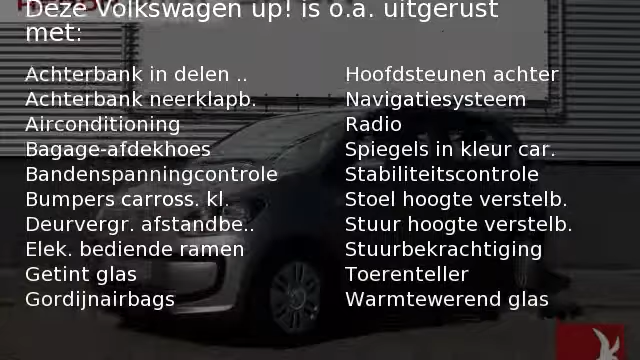 Deze Volkswagen up! is o.a. uitgerust
met:
Achterbank in delen ..
Achterbank neerklapb.
Airconditioning
Bagage-afdekhoes
Bandenspanningcontrole
Bumpers carross. kl.
Deurvergr. afstandbe..
Elek. bediende ramen
Getint glas
Gordijnairbags
Hoofdsteunen achter
Navigatiesysteem
Radio
Spiegels in kleur car.
Stabiliteitscontrole
Stoel hoogte verstelb.
Stuur hoogte verstelb.
Stuurbekrachtiging
Toerenteller
Warmtewerend glas